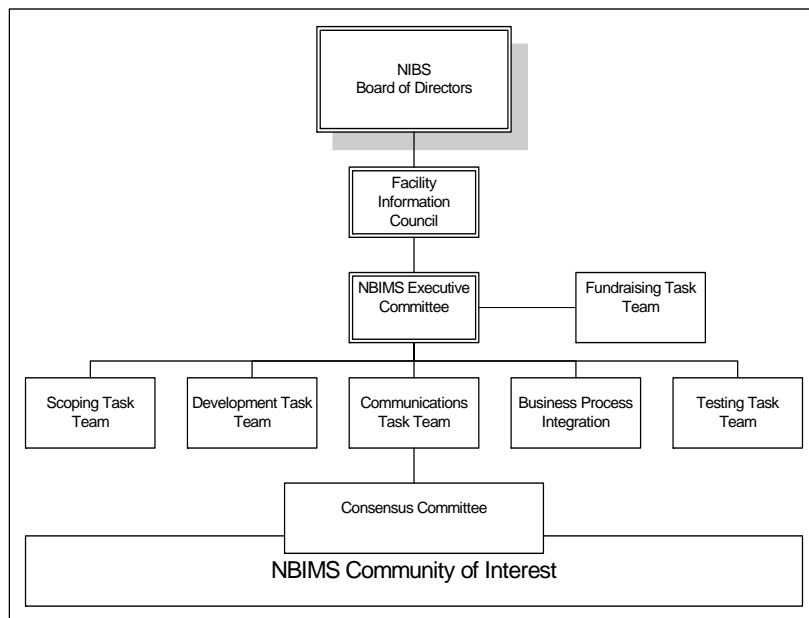 NIBS
Board of Directors
Facility
Information
Council
NBIMS Executive
Committee
Fundraising Task
Team
Scoping Task
Team
Development Task
Team
Communications
Task Team
Business Process
Integration
Testing Task
Team
Consensus Committee
NBIMS Community of Interest